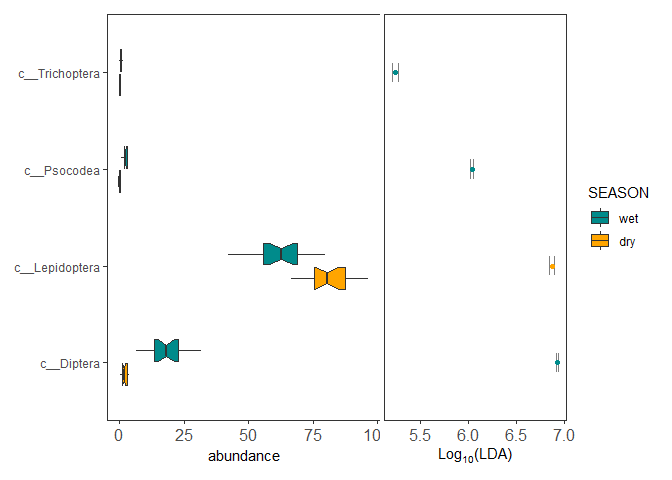 c__Trichoptera
c__Psocodea
c__Lepidoptera
c__Diptera
0 25 50 75 10
abundance
5.5 6.0 6.5 7.0
Log10(LDA)
SEASON
wet
dry